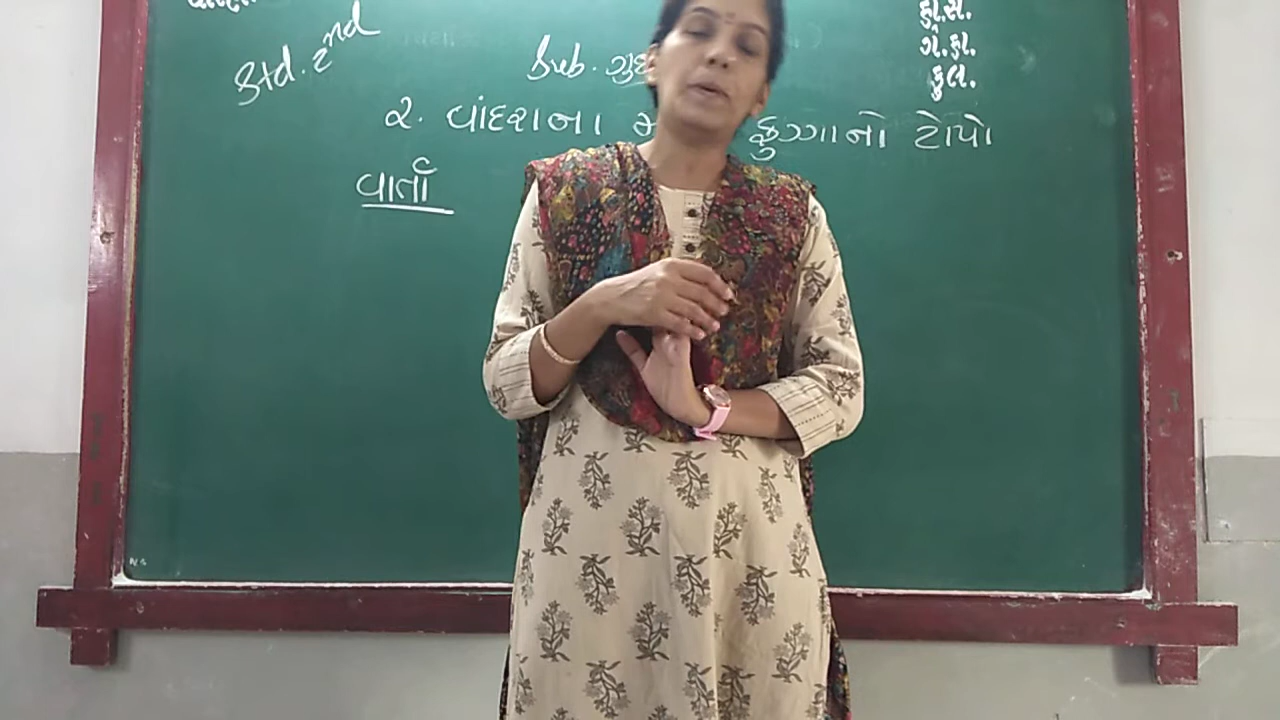 Std. 2nd
Sub.
હા.સ.
ગે.હા.
કુલ.
૨. વાંદરાના ફુગ્ગાનો ટોપો
વાર્તા